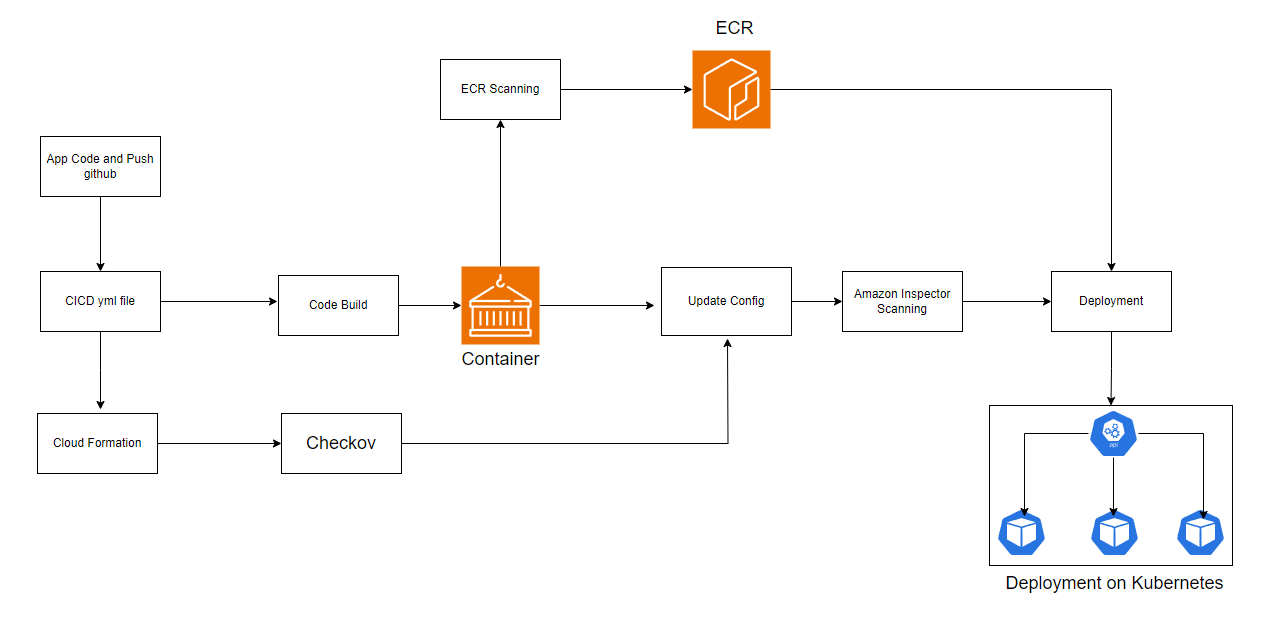 ECR
ECR Scanning
App Code and Push
github
CICD yml file
Code Build
Container
Update Config
Amazon Inspector
Scanning
Deployment
Cloud Formation
Checkov
api
Deployment on Kubernetes